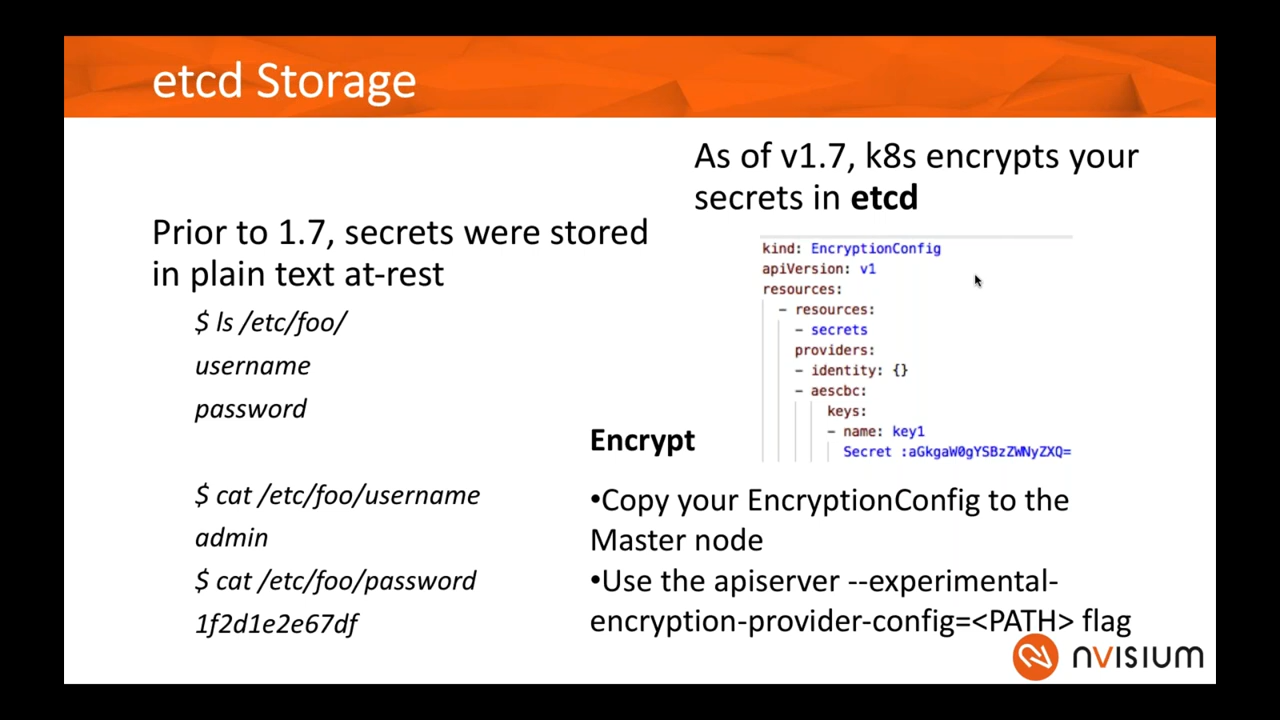 etcd Storage
Prior to 1.7, secrets were stored
in plain text at-rest
$ ls /etc/foo/
username
password
$ cat /etc/foo/username
admin
$ cat /etc/foo/password
1f2d1e2e67df
As of v1.7, k8s encrypts your
secrets in etcd
kind: EncryptionConfig
apiVersion: v1
resources:
- resources:
- secrets
providers:
- identity: {}
- aescbc:
keys:
- name: key1
Secret :aGkgaW0gYSBzZWNyZXQ=
Encrypt
•Copy your EncryptionConfig to the
Master node
•Use the apiserver --experimental-
encryption-provider-config=<PATH> flag
nVISIUM